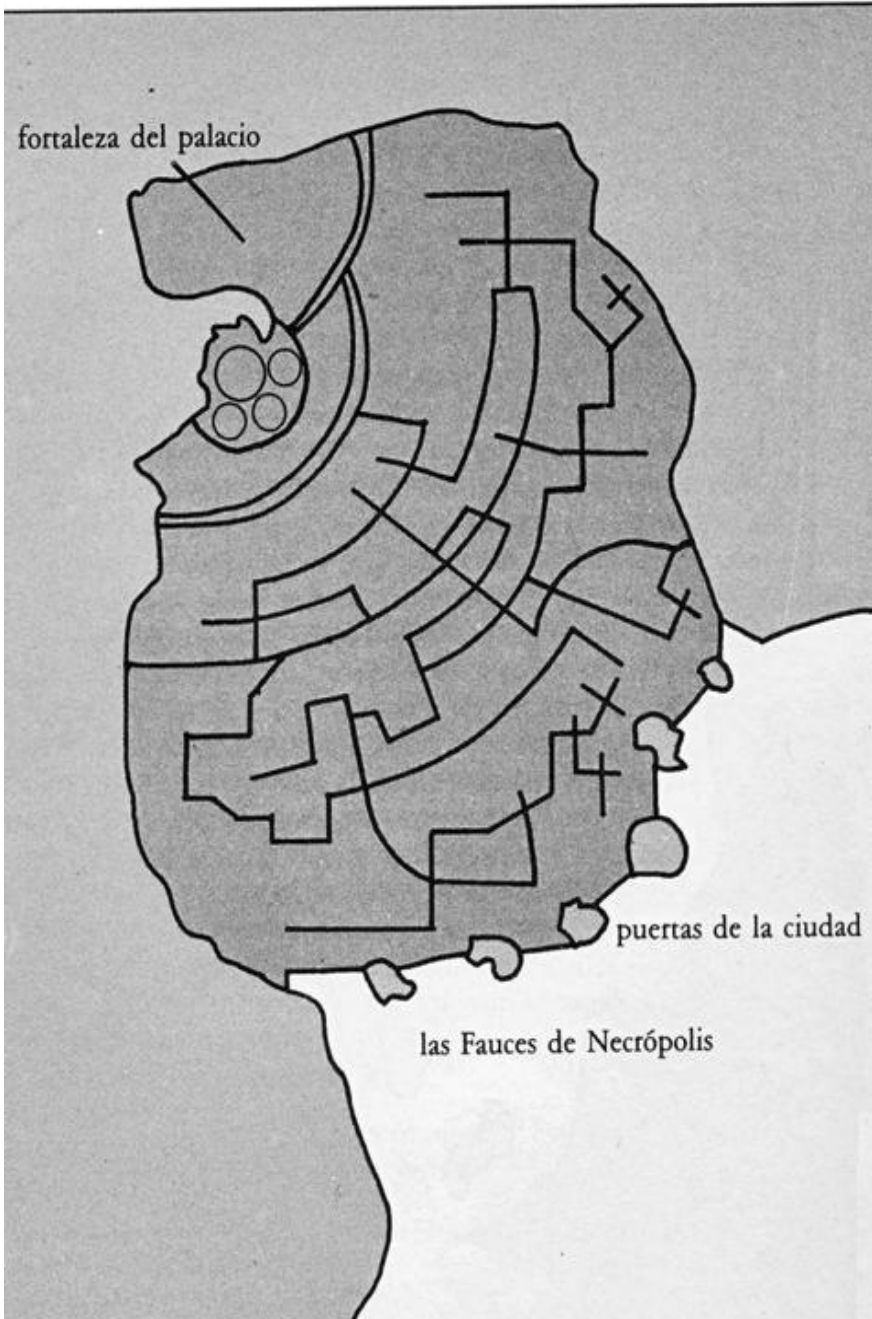 fortaleza del palacio
puertas de la ciudad
las Fauces de Necrópolis